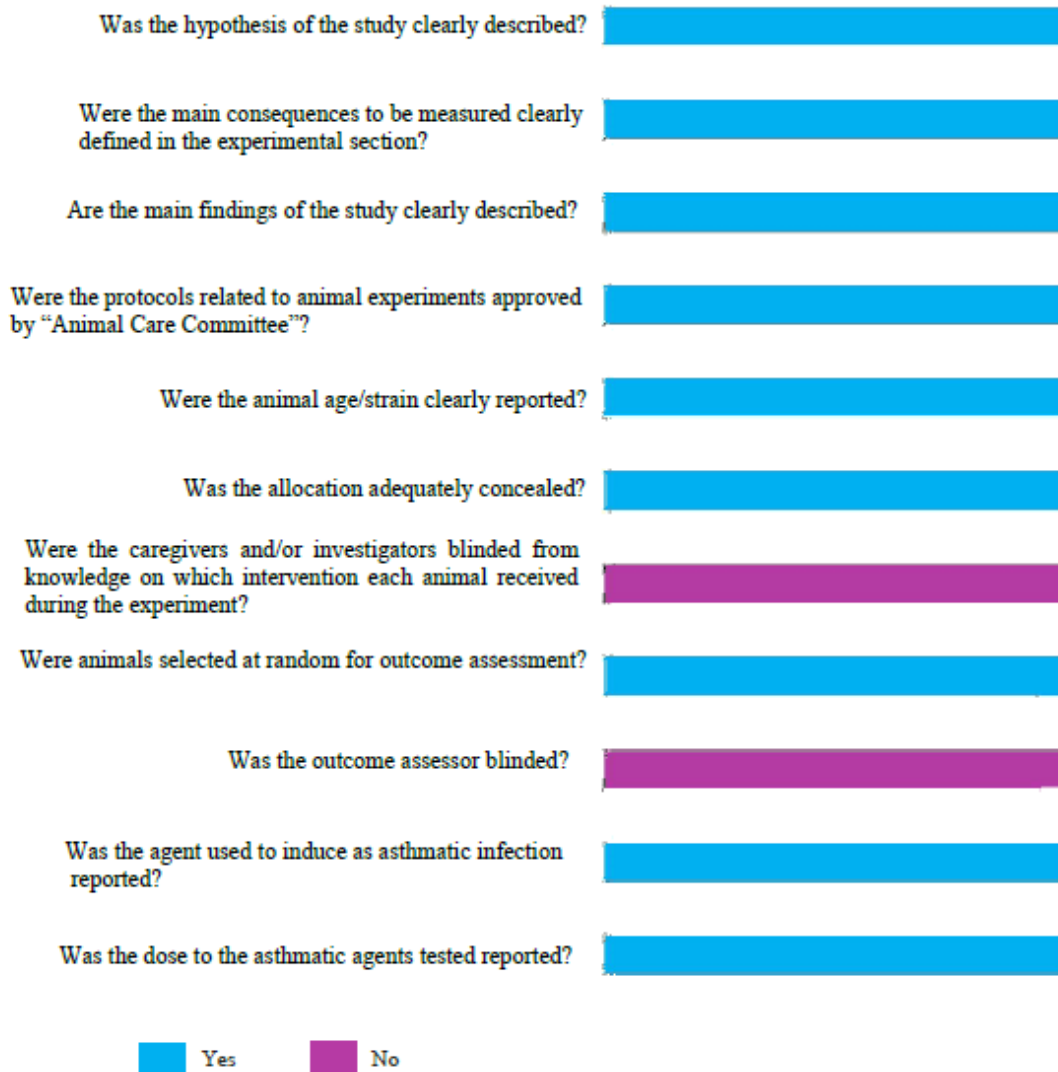 Was the hypothesis of the study clearly described?
Were the main consequences to be measured clearly
defined in the experimental section?
Are the main findings of the study clearly described?
Were the protocols related to animal experiments approved
by “Animal Care Committee”?
Were the animal age/strain clearly reported?
Was the allocation adequately concealed?
Were the caregivers and/or investigators blinded from
knowledge on which intervention each animal received
during the experiment?
Were animals selected at random for outcome assessment?
Was the outcome assessor blinded?
Was the agent used to induce as asthmatic infection
reported?
Was the dose to the asthmatic agents tested reported?
Yes No